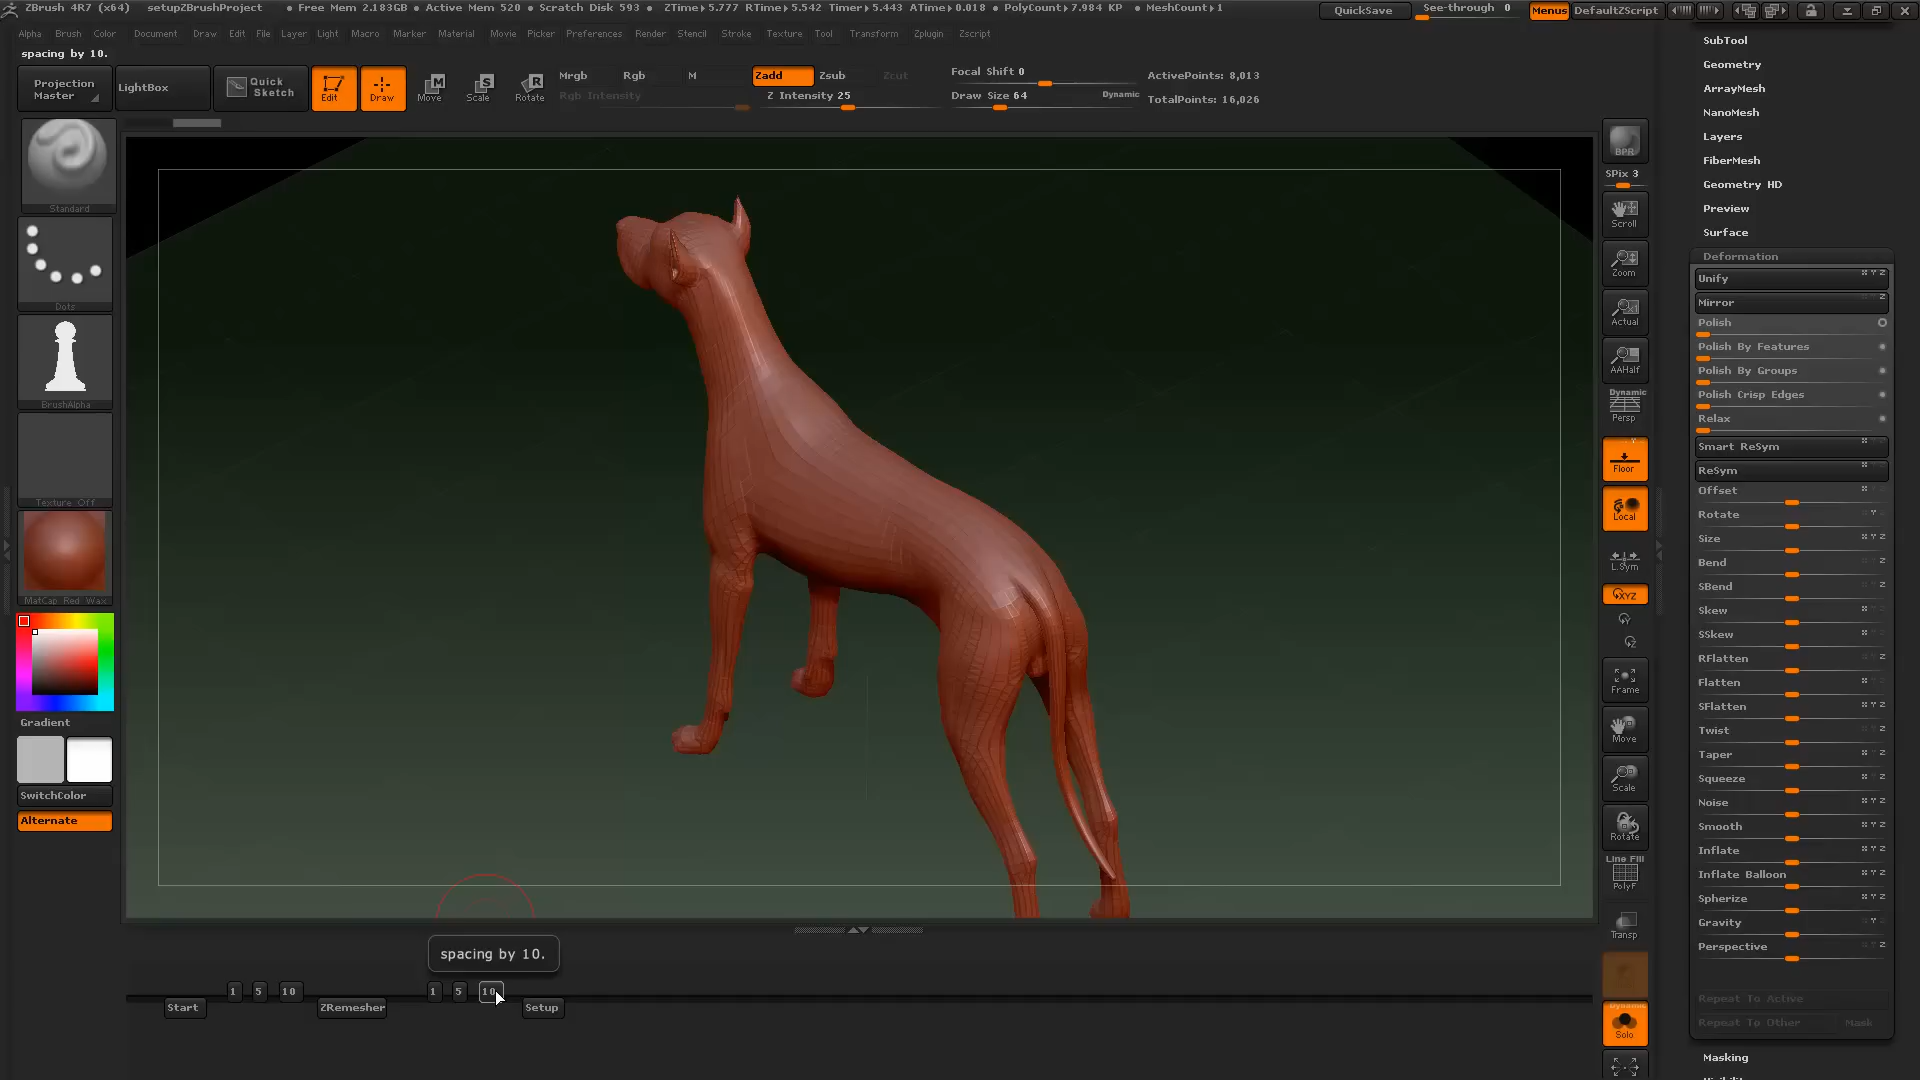 ZBrush 4R7 (x64) setupZBrushProject • Free Mem 2.183GB • Active Mem 520 • Scratch Disk 593 • ZTime▸5.777 RTime▸5.542 Timer▸5.443 ATime▸0.018 • PolyCount▸7.984 KP • MeshCount▸1 QuickSave See-through 0 Menus DefaultZScript
Alpha Brush Color Document Draw Edit File Layer Light Macro Marker Material Movie Picker Preferences Render Stencil Stroke Texture Tool Transform Zplugin Zscript
spacing by 10.
Projection Master
LightBox
Quick Sketch
Edit
Draw
Move
Scale
Rotate
Mrgb Rgb M
Rgb Intensity
Zadd Zsub Zcut
Z Intensity 25
Focal Shift 0
Draw Size 64 Dynamic
ActivePoints: 8,013
TotalPoints: 16,026
Standard
Dots
BrushAlpha
Texture Off
MatCap Red Wax
Gradient
SwitchColor
Alternate
BPR
SPix 3
Scroll
Zoom
Actual
AAHalf
Dynamic
Persp
Floor
Local
L.Sym
XYZ
Frame
Move
Scale
Rotate
Line Fill
PolyF
Transp
Dynamic
Solo
SubTool
Geometry
ArrayMesh
NanoMesh
Layers
FiberMesh
Geometry HD
Preview
Surface
Deformation
Unify
Mirror
Polish
Polish By Features
Polish By Groups
Polish Crisp Edges
Relax
Smart ReSym
ReSym
Offset
Rotate
Size
Bend
SBend
Skew
SSkew
RFlatten
Flatten
SFlatten
Twist
Taper
Squeeze
Noise
Smooth
Inflate
Inflate Balloon
Spherize
Gravity
Perspective
Repeat To Active
Repeat To Other Mask
Masking
spacing by 10.
1 5 10 1 5 10
Start ZRemesher Setup